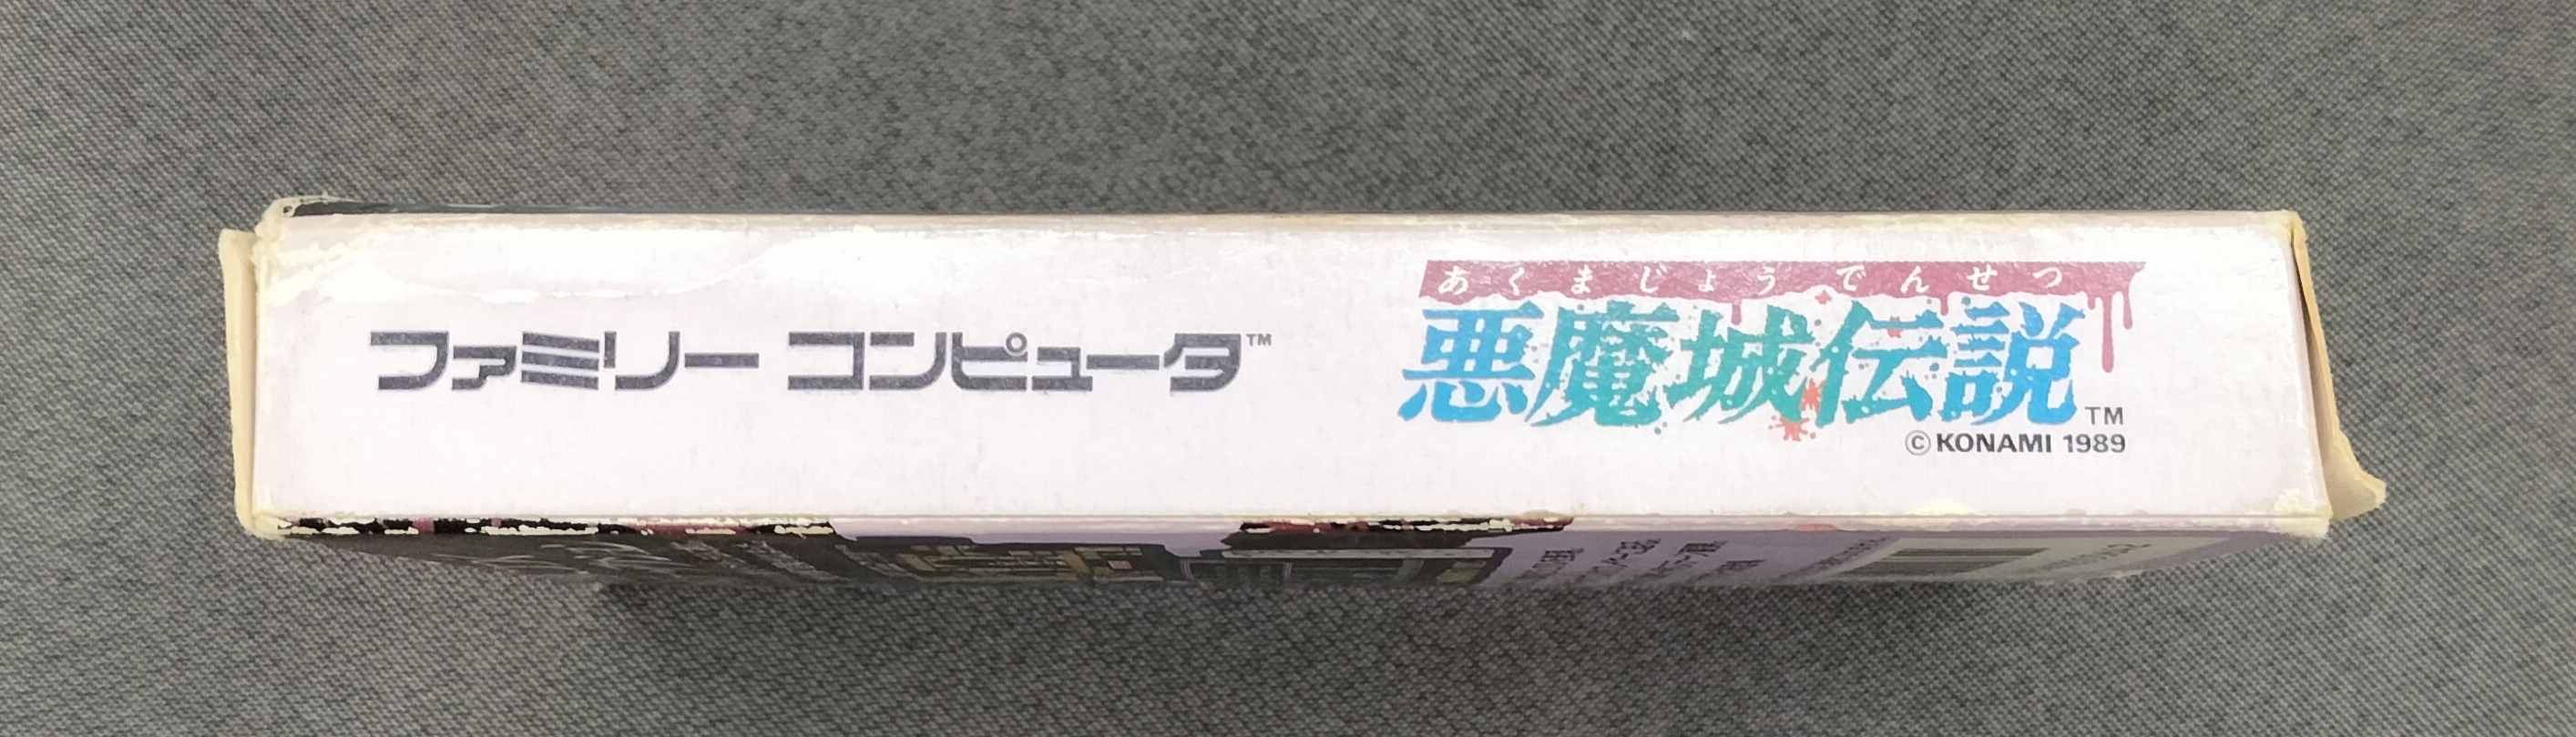 ファミリー コンピュータ™
あくまじょうでんせつ
悪魔城伝説™
©KONAMI 1989